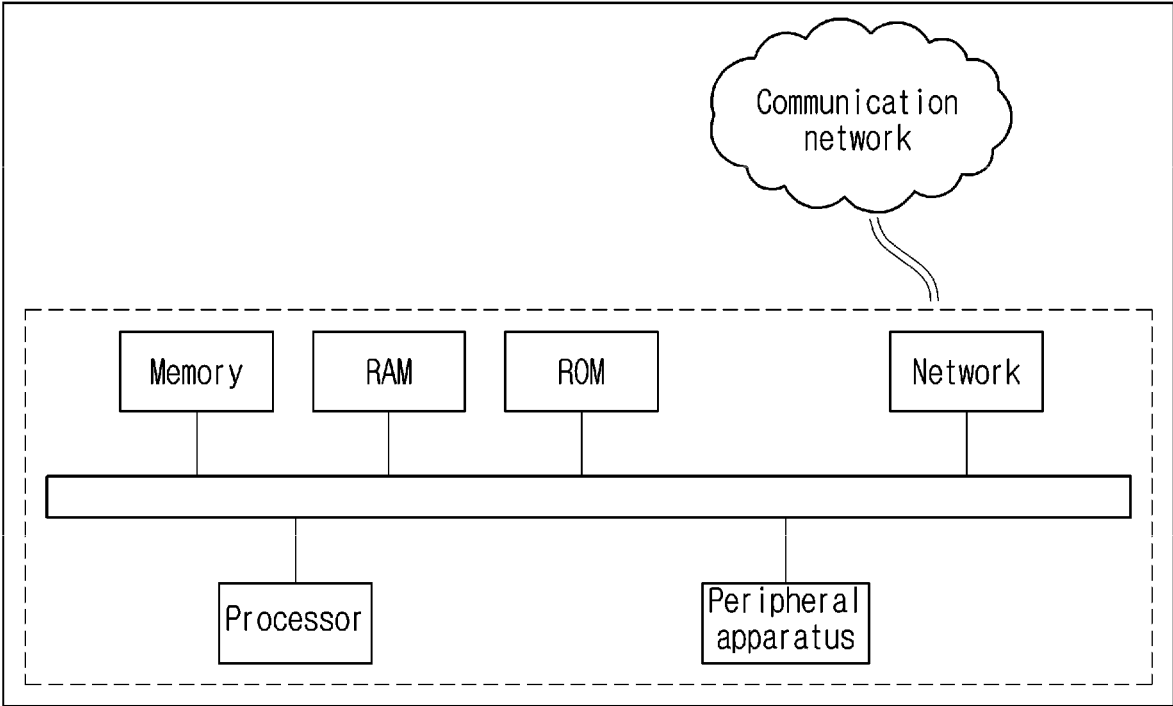 Communication
network
Memory
RAM
ROM
Network
Processor
Peripheral
apparatus